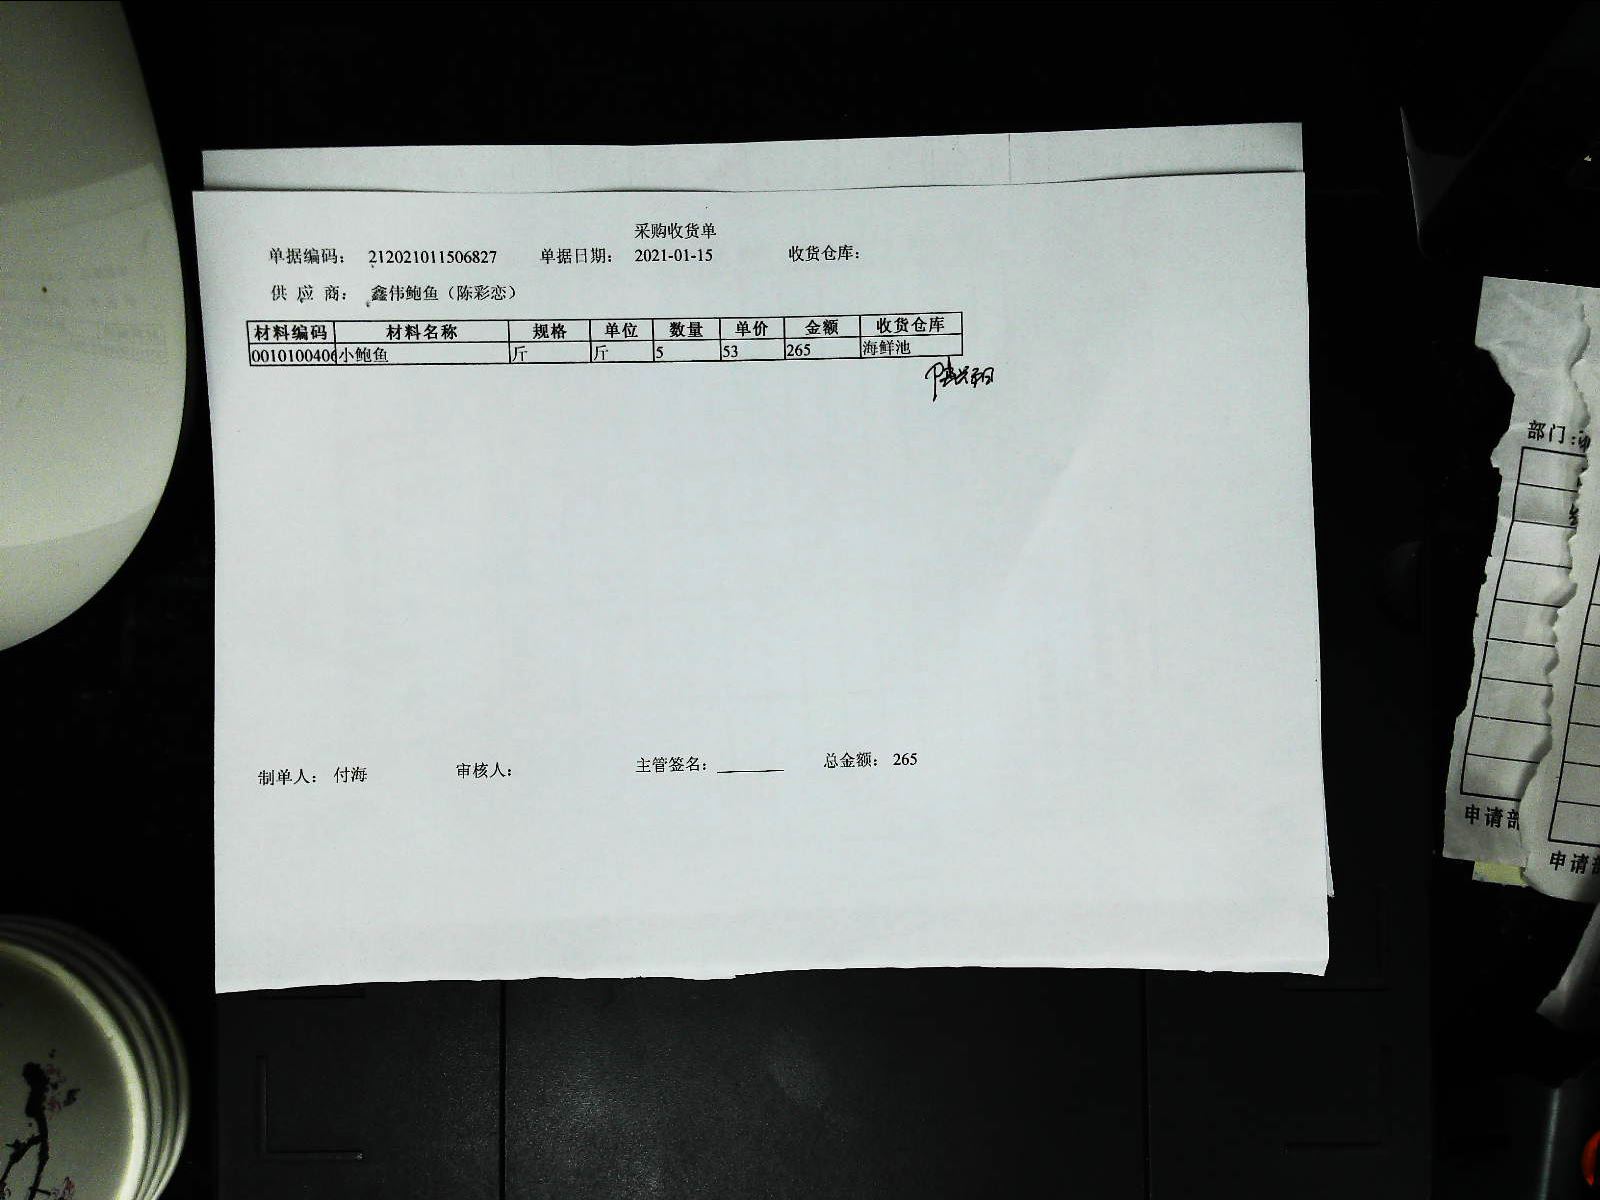 采购收货单
单据编码： 212021011506827 单据日期： 2021-01-15 收货仓库：
供 应 商： 鑫伟鲍鱼（陈彩恋）
材料编码 材料名称 规格 单位 数量 单价 金额 收货仓库
0010100406 小鲍鱼 斤 斤 5 53 265 海鲜池
制单人： 付海 审核人： 主管签名： 总金额： 265
部门：
申请部
申请部